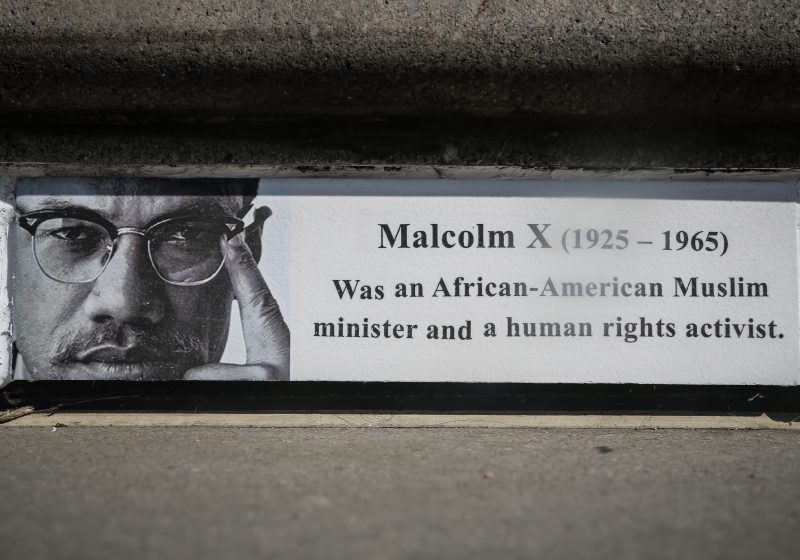 Malcolm X (1925 – 1965)
Was an African-American Muslim
minister and a human rights activist.